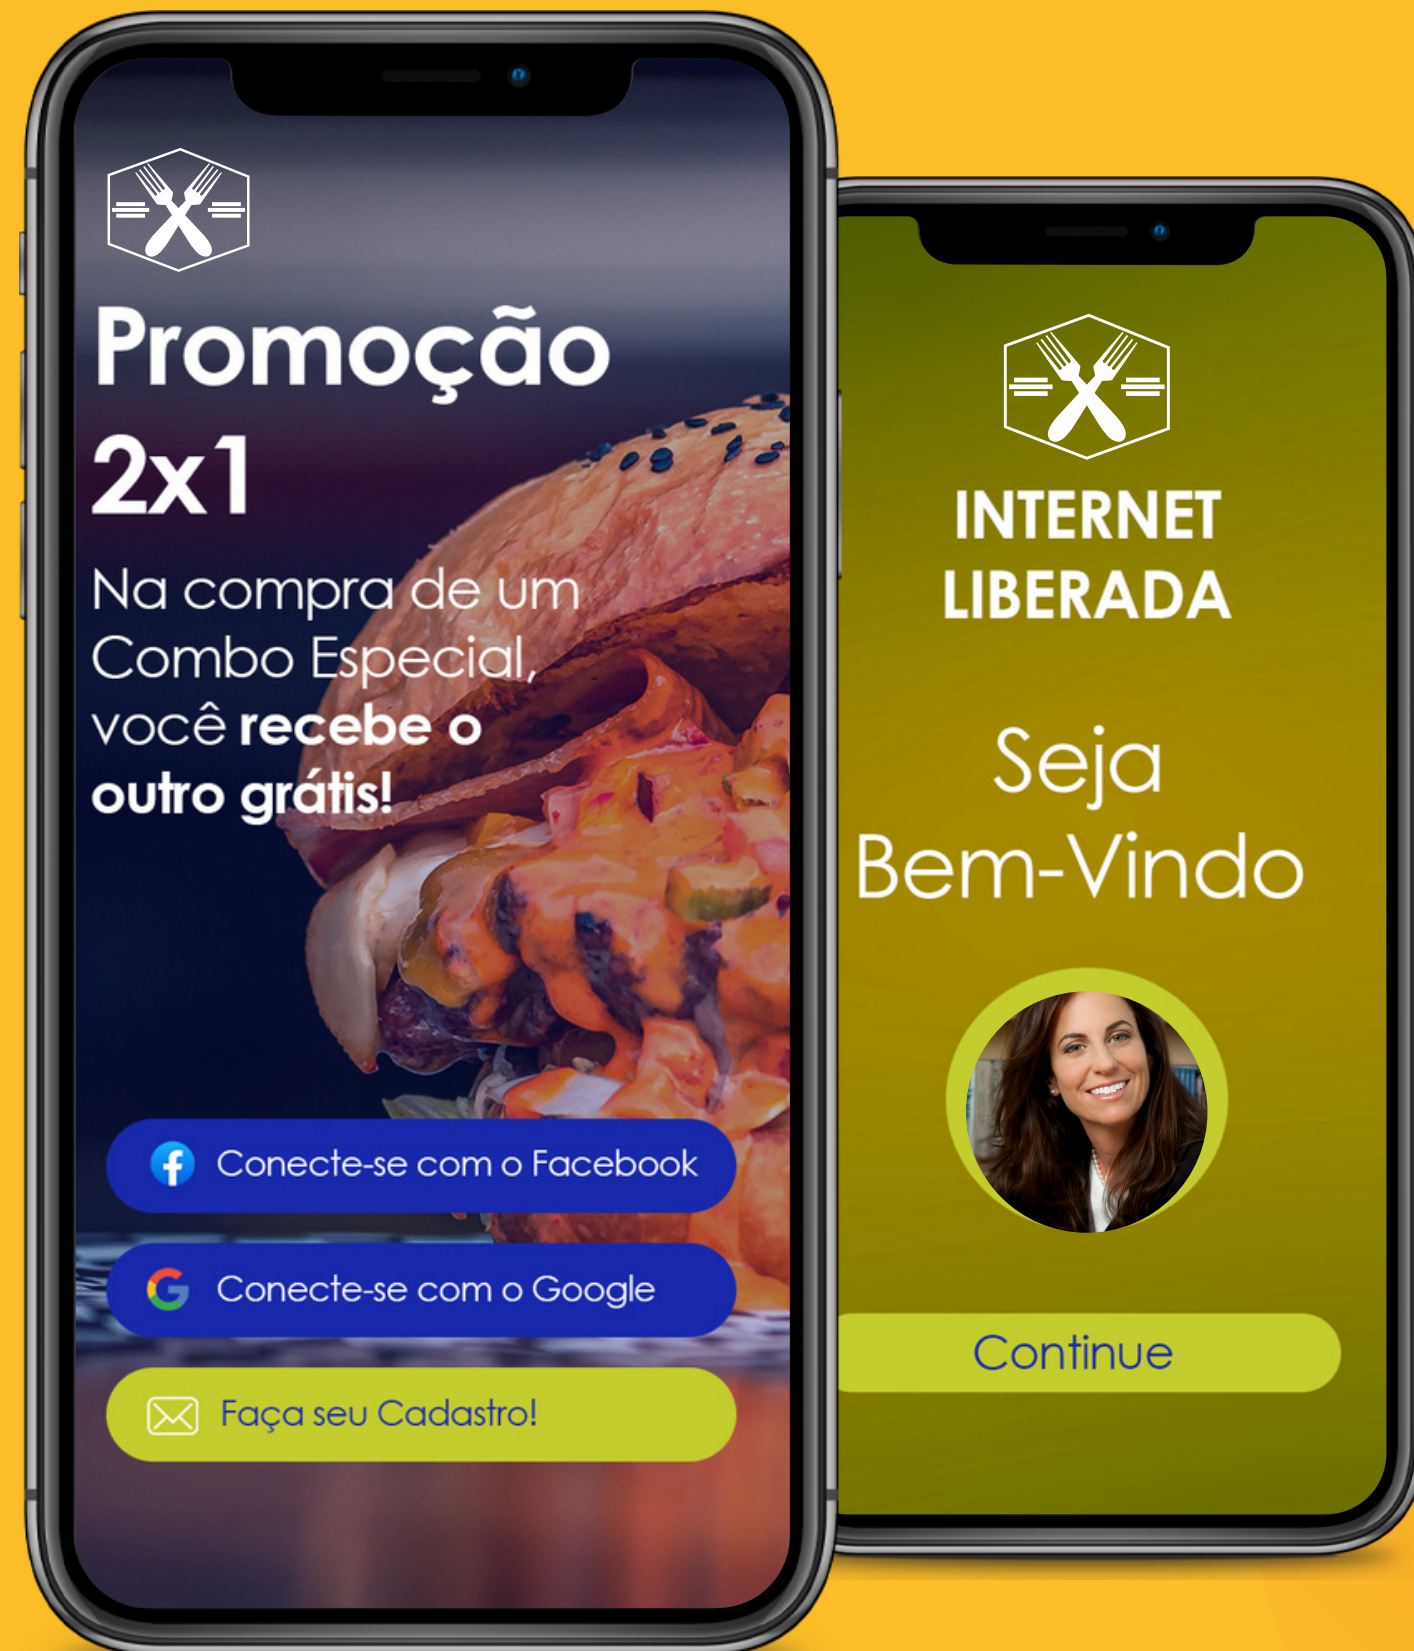 Promoção
2x1
Na compra de um
Combo Especial,
você recebe o
outro grátis!
Conecte-se com o Facebook
Conecte-se com o Google
Faça seu Cadastro!
INTERNET
LIBERADA
Seja
Bem-Vindo
Continue